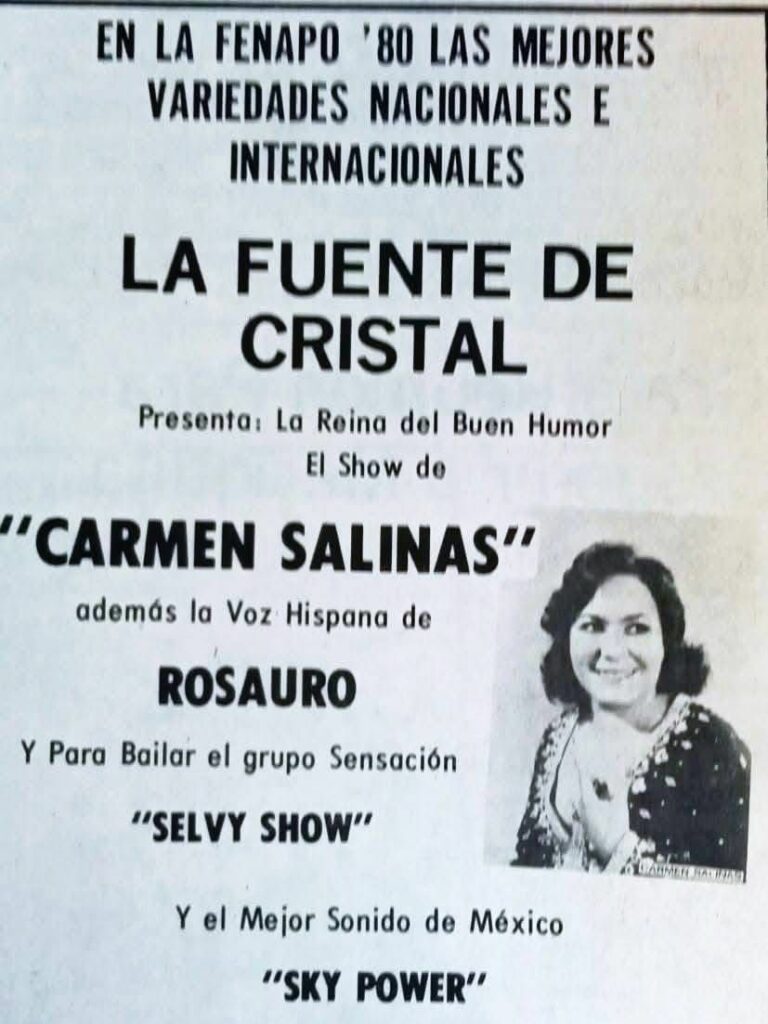 EN LA FENAPO '80 LAS MEJORES
VARIEDADES NACIONALES E
INTERNACIONALES
LA FUENTE DE
CRISTAL
Presenta: La Reina del Buen Humor
El Show de
"CARMEN SALINAS"
además la Voz Hispana de
ROSAURO
Y Para Bailar el grupo Sensación
"SELVY SHOW"
CARMEN SALINAS
Y el Mejor Sonido de México
"SKY POWER"